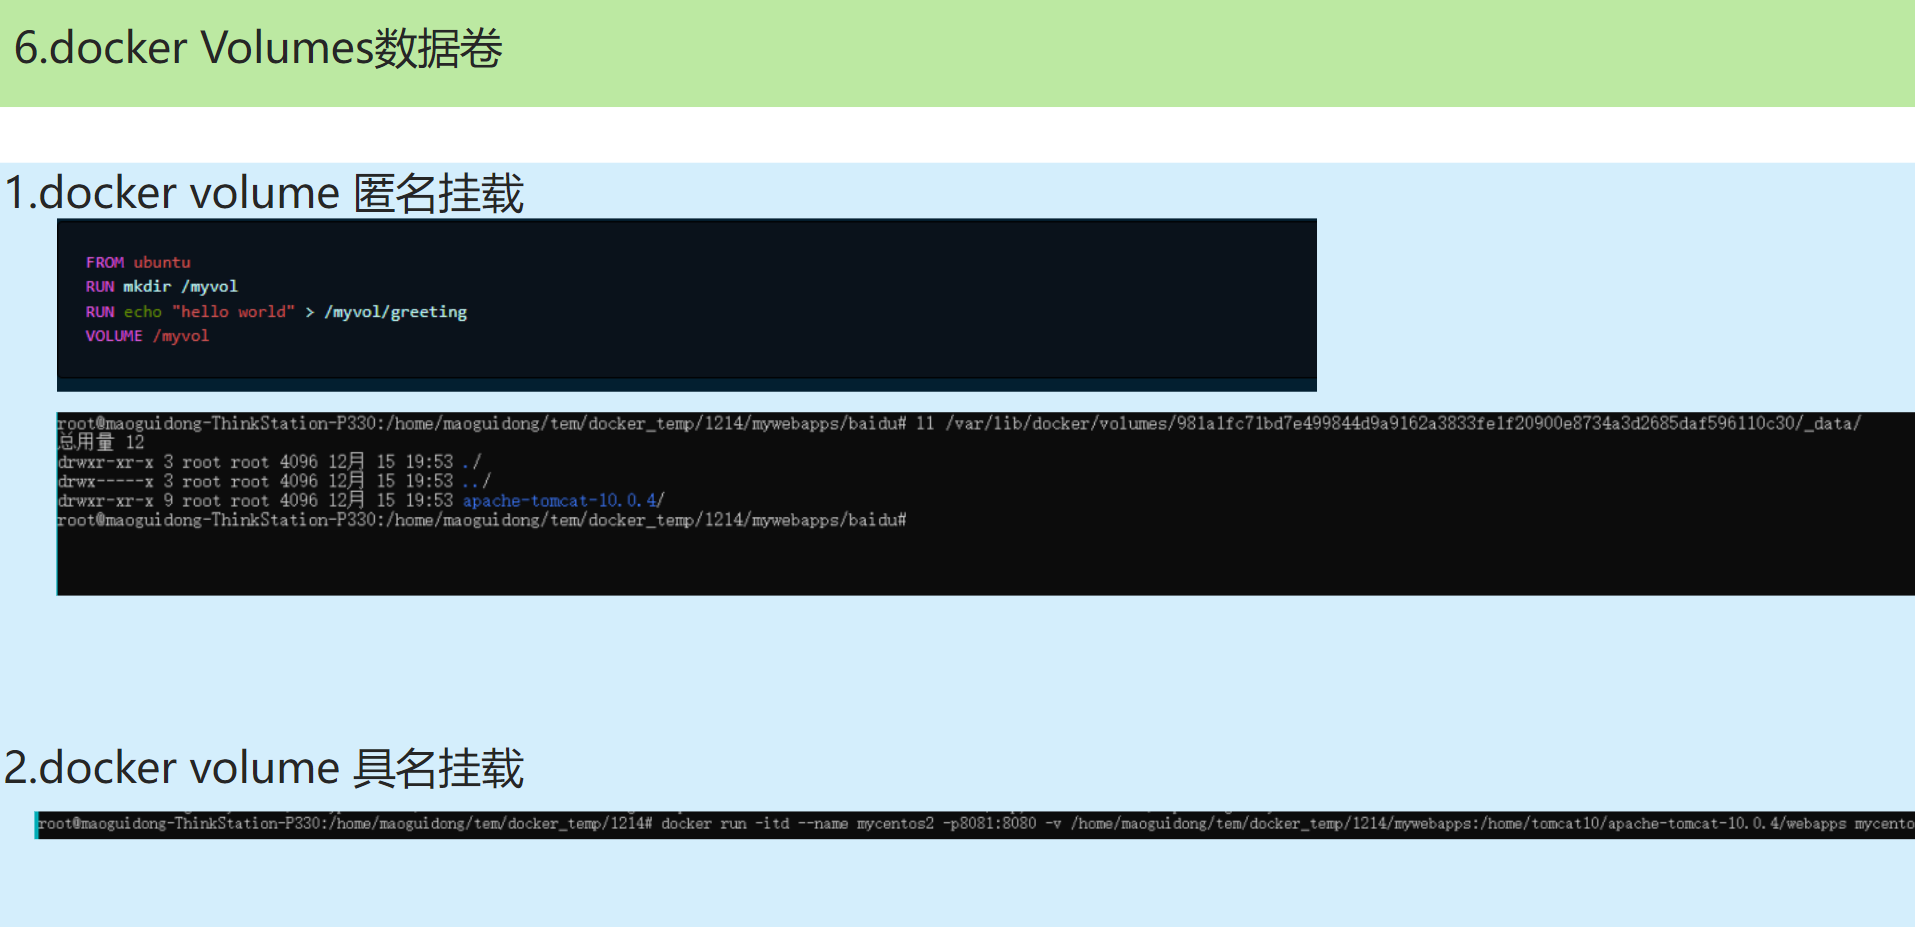 6.docker Volumes数据卷
1.docker volume 匿名挂载
FROM ubuntu
RUN mkdir /myvol
RUN echo "hello world" > /myvol/greeting
VOLUME /myvol
root@maoguidong-ThinkStation-P330:/home/maoguidong/tem/docker_temp/1214/mywebapps/baidu# ll /var/lib/docker/volumes/981a1fc71bd7e499844d9a9162a3833fe1f20900e8734a3d2685daf596110c30/_data/
总用量 12
drwxr-xr-x 3 root root 4096 12月 15 19:53 ./
drwx-----x 3 root root 4096 12月 15 19:53 ../
drwxr-xr-x 9 root root 4096 12月 15 19:53 apache-tomcat-10.0.4/
root@maoguidong-ThinkStation-P330:/home/maoguidong/tem/docker_temp/1214/mywebapps/baidu#
2.docker volume 具名挂载
root@maoguidong-ThinkStation-P330:/home/maoguidong/tem/docker_temp/1214# docker run -itd --name mycentos2 -p8081:8080 -v /home/maoguidong/tem/docker_temp/1214/mywebapps:/home/tomcat10/apache-tomcat-10.0.4/webapps mycento